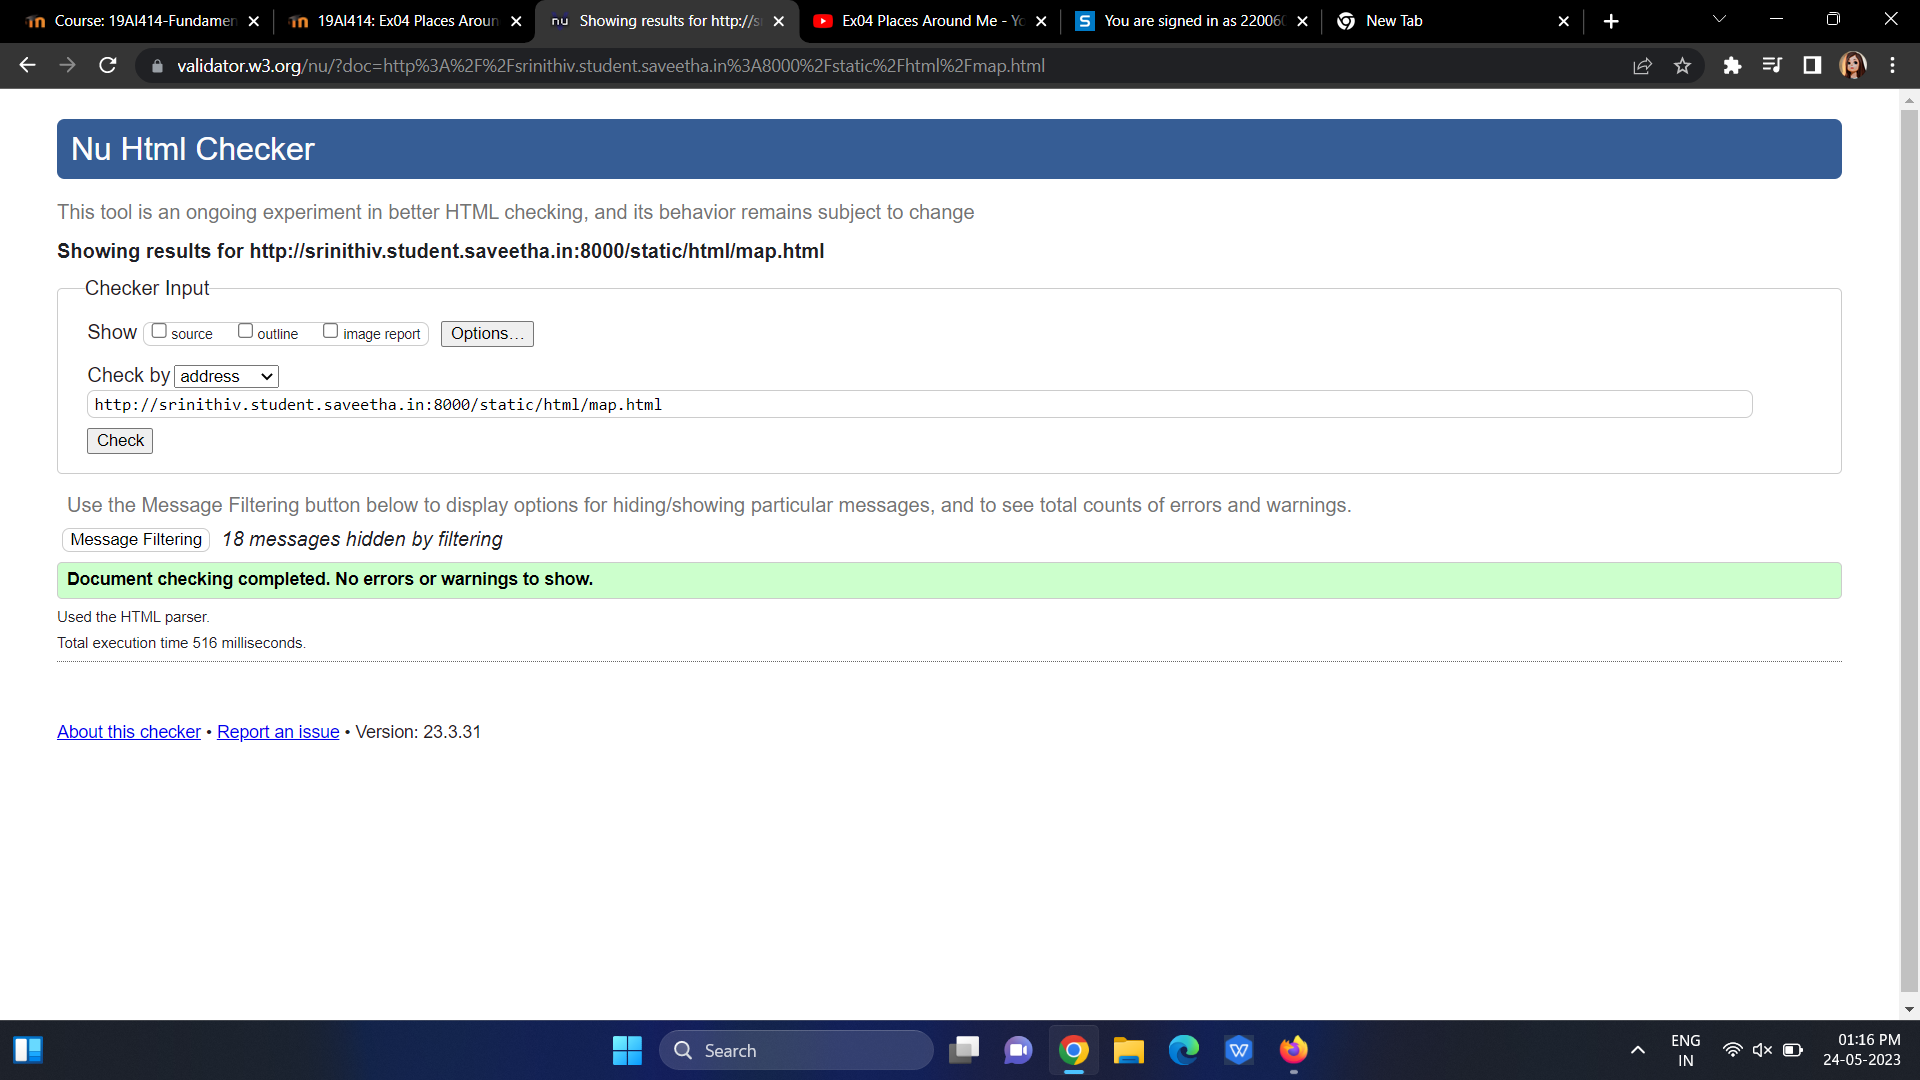 Course: 19AI414-Fundamen
19AI414: Ex04 Places Aroun
nu Showing results for http://s
Ex04 Places Around Me - Yo
S You are signed in as 22006
New Tab
validator.w3.org/nu/?doc=http%3A%2F%2Fsrinithiv.student.saveetha.in%3A8000%2Fstatic%2Fhtml%2Fmap.html
Nu Html Checker
This tool is an ongoing experiment in better HTML checking, and its behavior remains subject to change
Showing results for http://srinithiv.student.saveetha.in:8000/static/html/map.html
Checker Input
Show source outline image report Options...
Check by address
http://srinithiv.student.saveetha.in:8000/static/html/map.html
Check
Use the Message Filtering button below to display options for hiding/showing particular messages, and to see total counts of errors and warnings.
Message Filtering 18 messages hidden by filtering
Document checking completed. No errors or warnings to show.
Used the HTML parser.
Total execution time 516 milliseconds.
About this checker • Report an issue • Version: 23.3.31
Search
ENG
IN
01:16 PM
24-05-2023